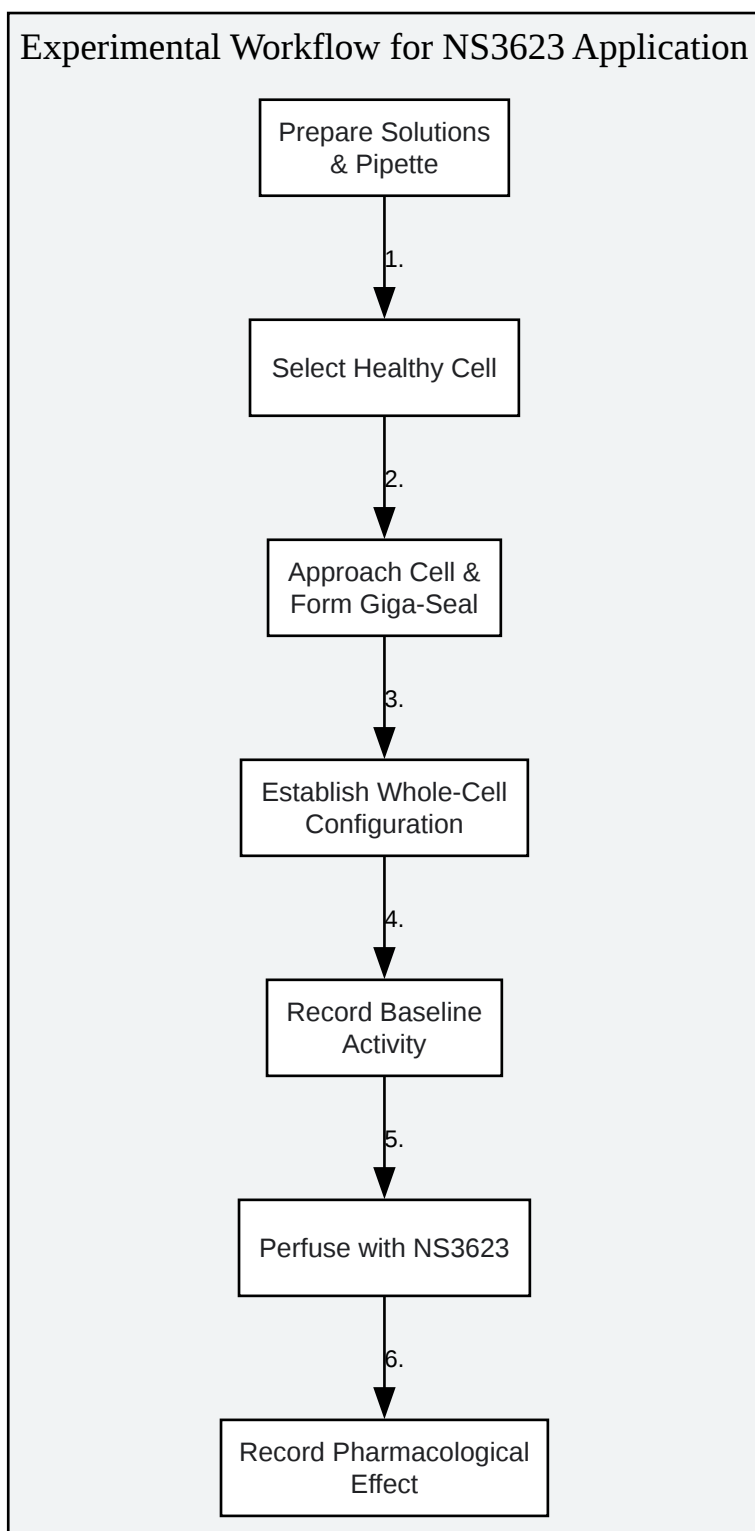 Experimental Workflow for NS3623 Application
Prepare Solutions
& Pipette
1.
Select Healthy Cell
2.
Approach Cell &
Form Giga-Seal
3.
Establish Whole-Cell
Configuration
4.
Record Baseline
Activity
5.
Perfuse with NS3623
6.
Record Pharmacological
Effect